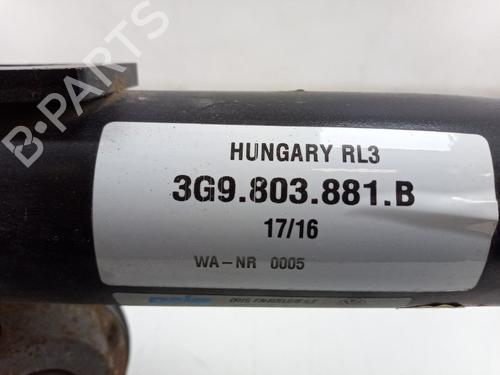 B-PARTS
HUNGARY RL3
3G9.803.881.B
17/16
WA-NR 0005